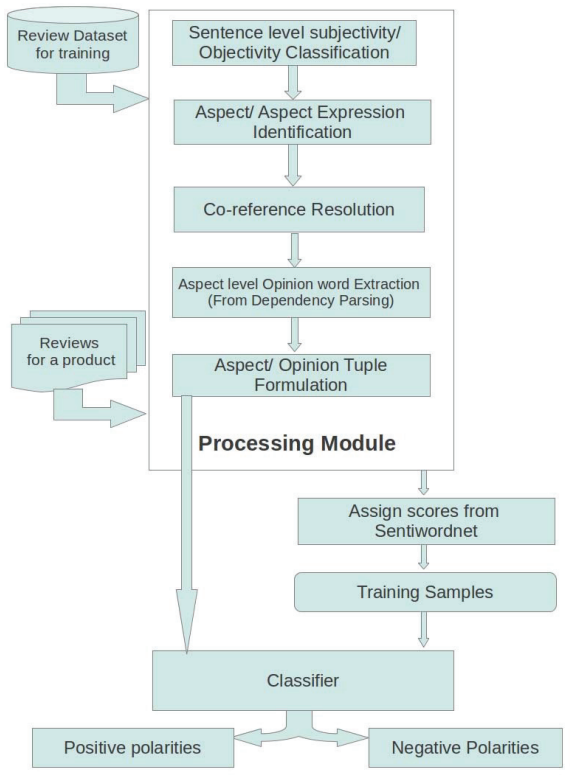 Review Dataset
for training
Sentence level subjectivity/
Objectivity Classification
Aspect/ Aspect Expression
Identification
Co-reference Resolution
Aspect level Opinion word Extraction
(From Dependency Parsing)
Reviews
for a product
Aspect/ Opinion Tuple
Formulation
Processing Module
Assign scores from
Sentiwordnet
Training Samples
Classifier
Positive polarities
Negative Polarities